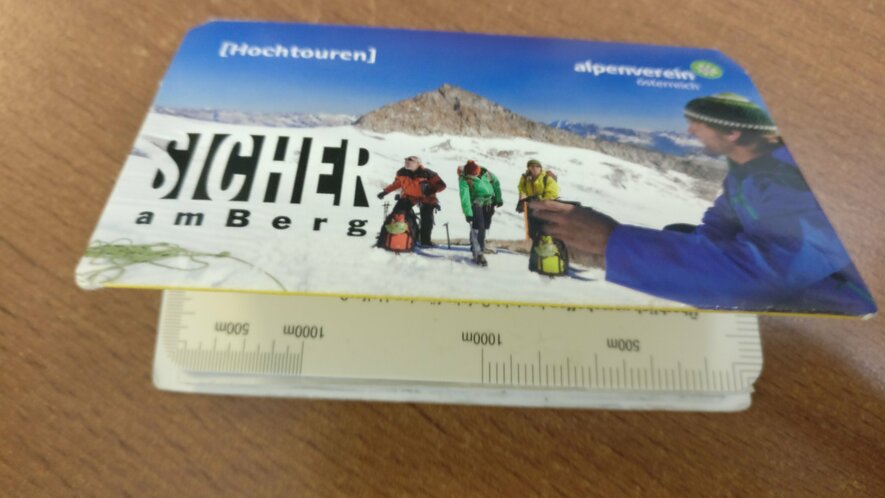 [Hochtouren]
alpenverein
österreich
SICHER
amBerg
500m 1000m
1000m 500m